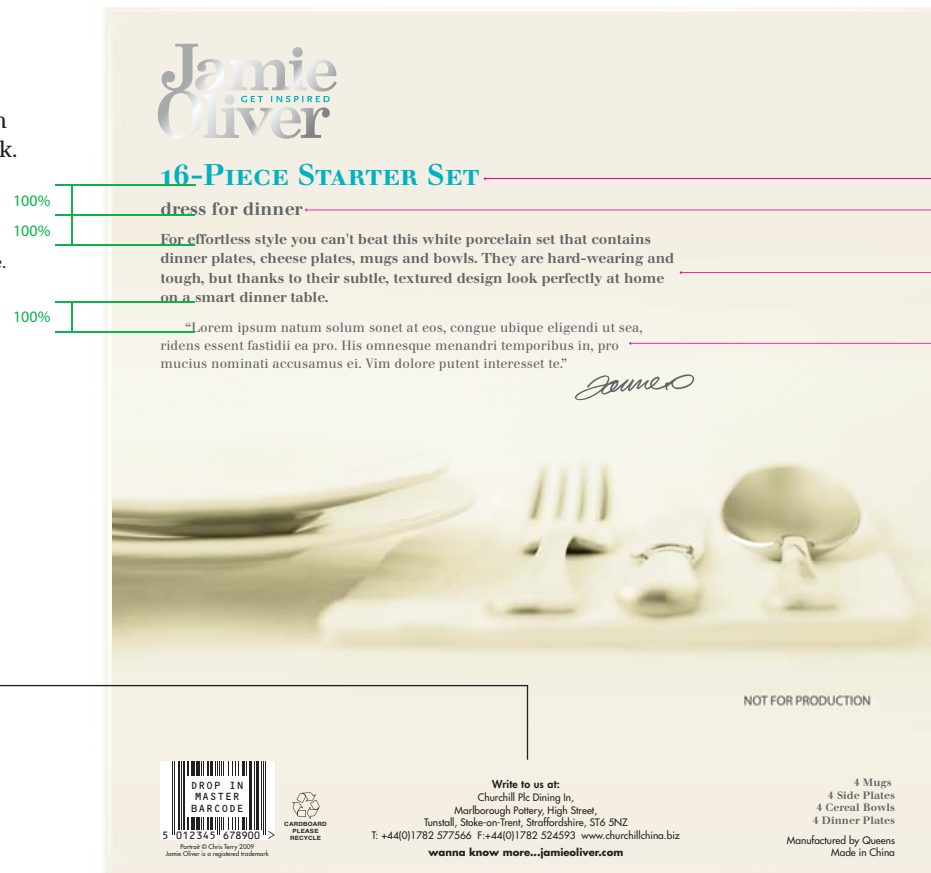 Jamie
GET INSPIRED
Oliver
n
k.
16-Piece Starter Set
100%
dress for dinner
100%
For effortless style you can't beat this white porcelain set that contains
dinner plates, cheese plates, mugs and bowls. They are hard-wearing and
e.
tough, but thanks to their subtle, textured design look perfectly at home
on a smart dinner table.
100%
“Lorem ipsum natum solum sonet at eos, congue ubique eligendi ut sea,
ridens essent fastidii ea pro. His omnesque menandri temporibus in, pro
mucius nominati accusamus ei. Vim dolore putent interesset te.”
Jamie O
NOT FOR PRODUCTION
DROP IN
MASTER
BARCODE
5 012345 678900 >
Portrait © Chris Terry 2009
Jamie Oliver is a registered trademark
CARDBOARD
PLEASE
RECYCLE
Write to us at:
Churchill Plc Dining In,
Marlborough Pottery, High Street,
Tunstall, Stoke-on-Trent, Straffordshire, ST6 5NZ
T: +44(0)1782 577566 F:+44(0)1782 524593 www.churchillchina.biz
wanna know more...jamieoliver.com
4 Mugs
4 Side Plates
4 Cereal Bowls
4 Dinner Plates
Manufactured by Queens
Made in China